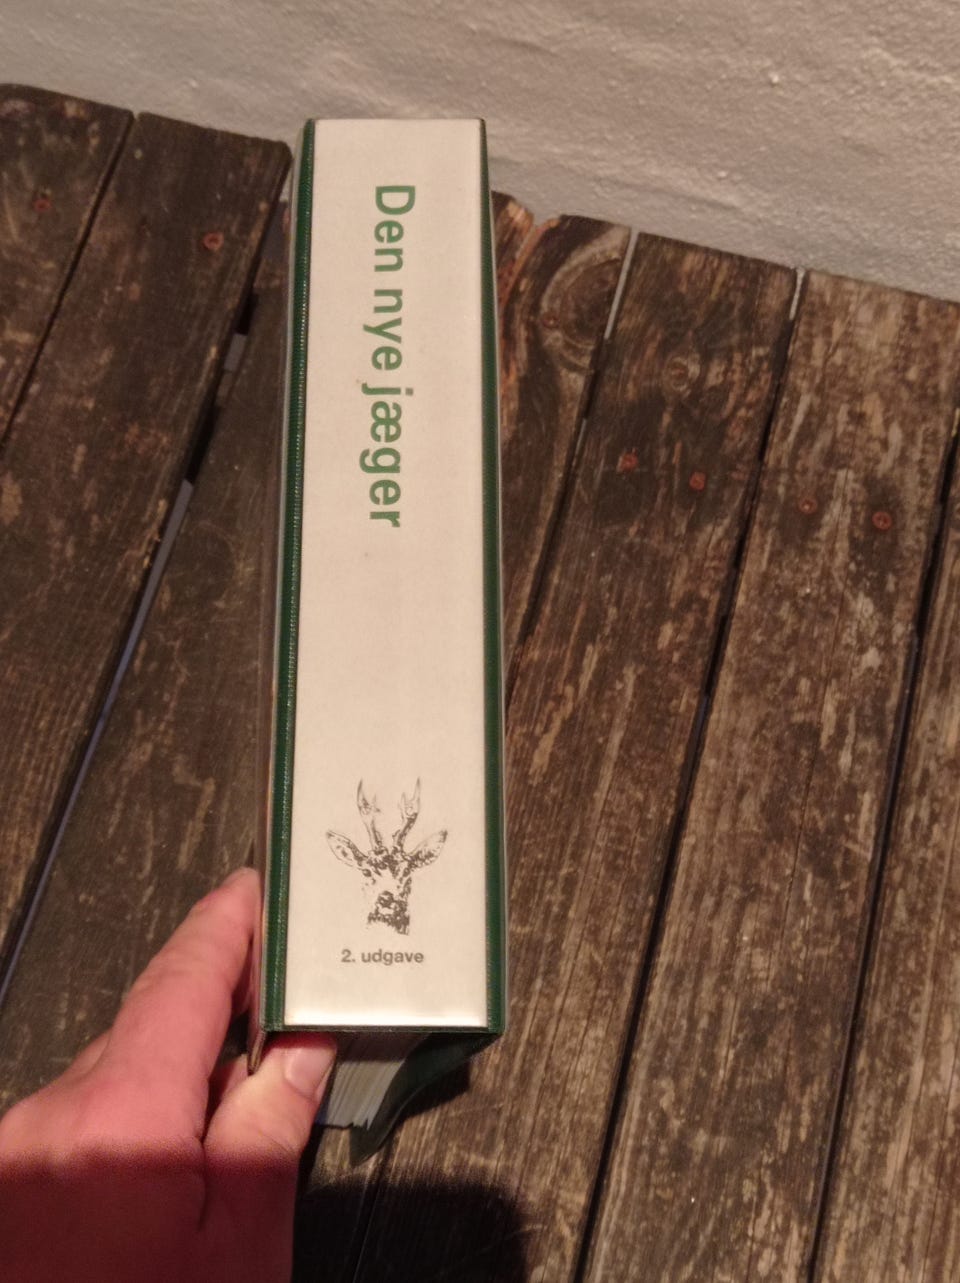 Den nye jæger
2. udgave